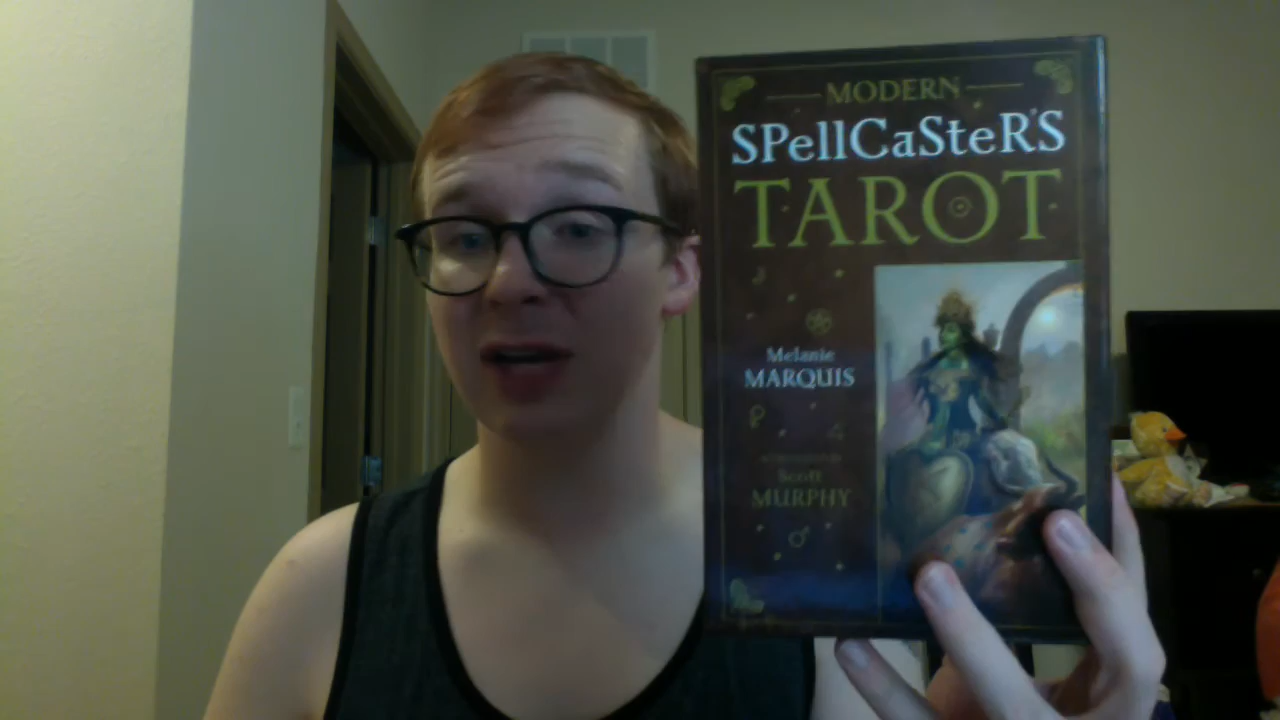 MODERN
SPellCaSteR'S
TAROT
Melanie
MARQUIS
Scott
MURPHY